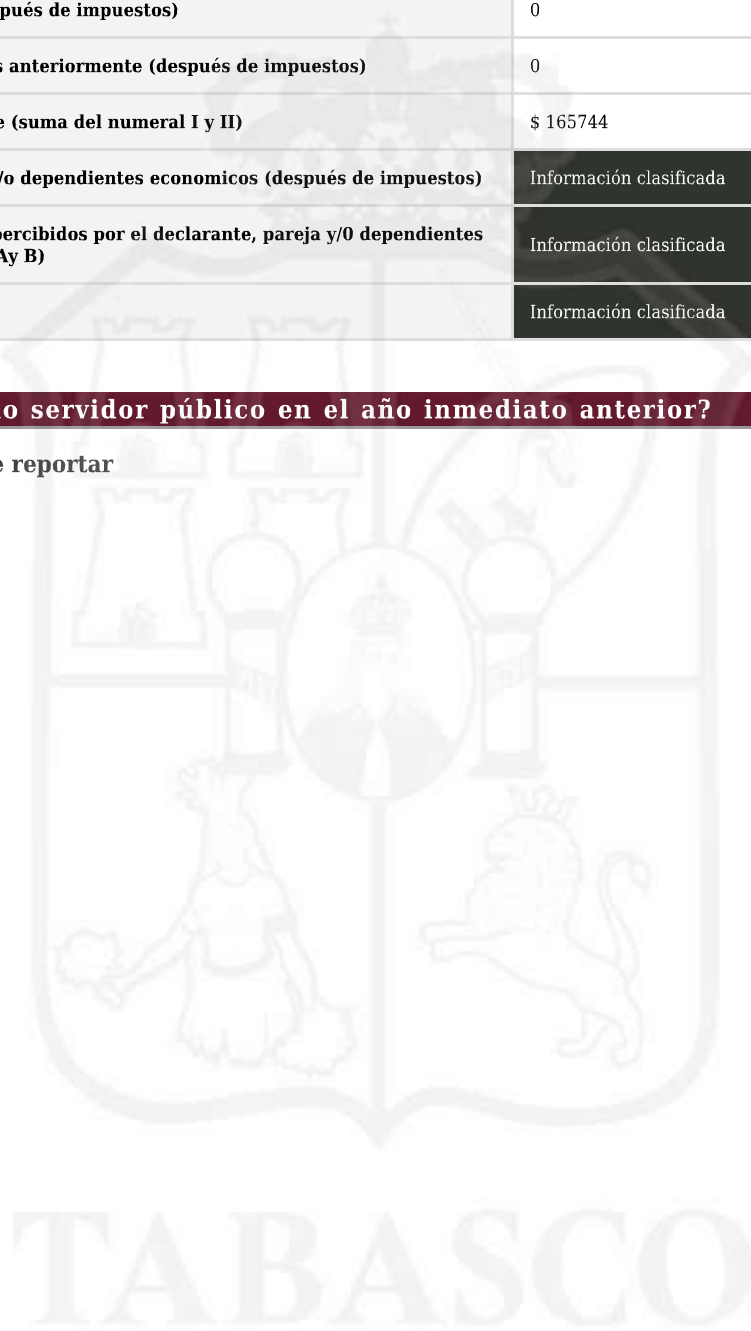 pués de impuestos)
0
s anteriormente (después de impuestos)
0
e (suma del numeral I y II)
$ 165744
/o dependientes economicos (después de impuestos)
Información clasificada
percibidos por el declarante, pareja y/0 dependientes
Ay B)
Información clasificada
Información clasificada
o servidor público en el año inmediato anterior?
e reportar
TABASCO